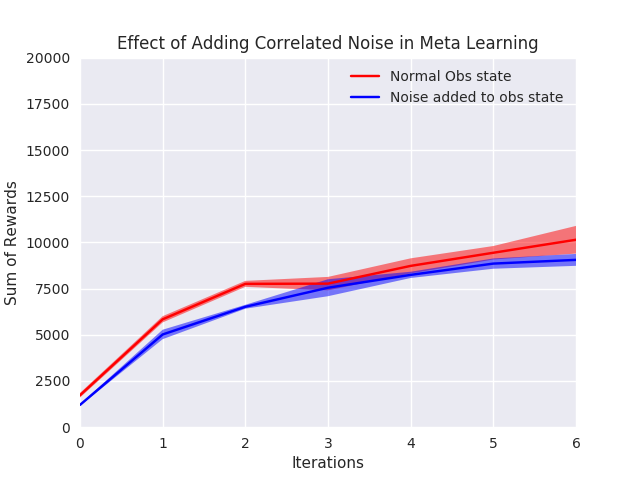 Effect of Adding Correlated Noise in Meta Learning
20000
17500
15000
12500
10000
7500
5000
2500
0
Sum of Rewards
Normal Obs state
Noise added to obs state
0 1 2 3 4 5 6
Iterations